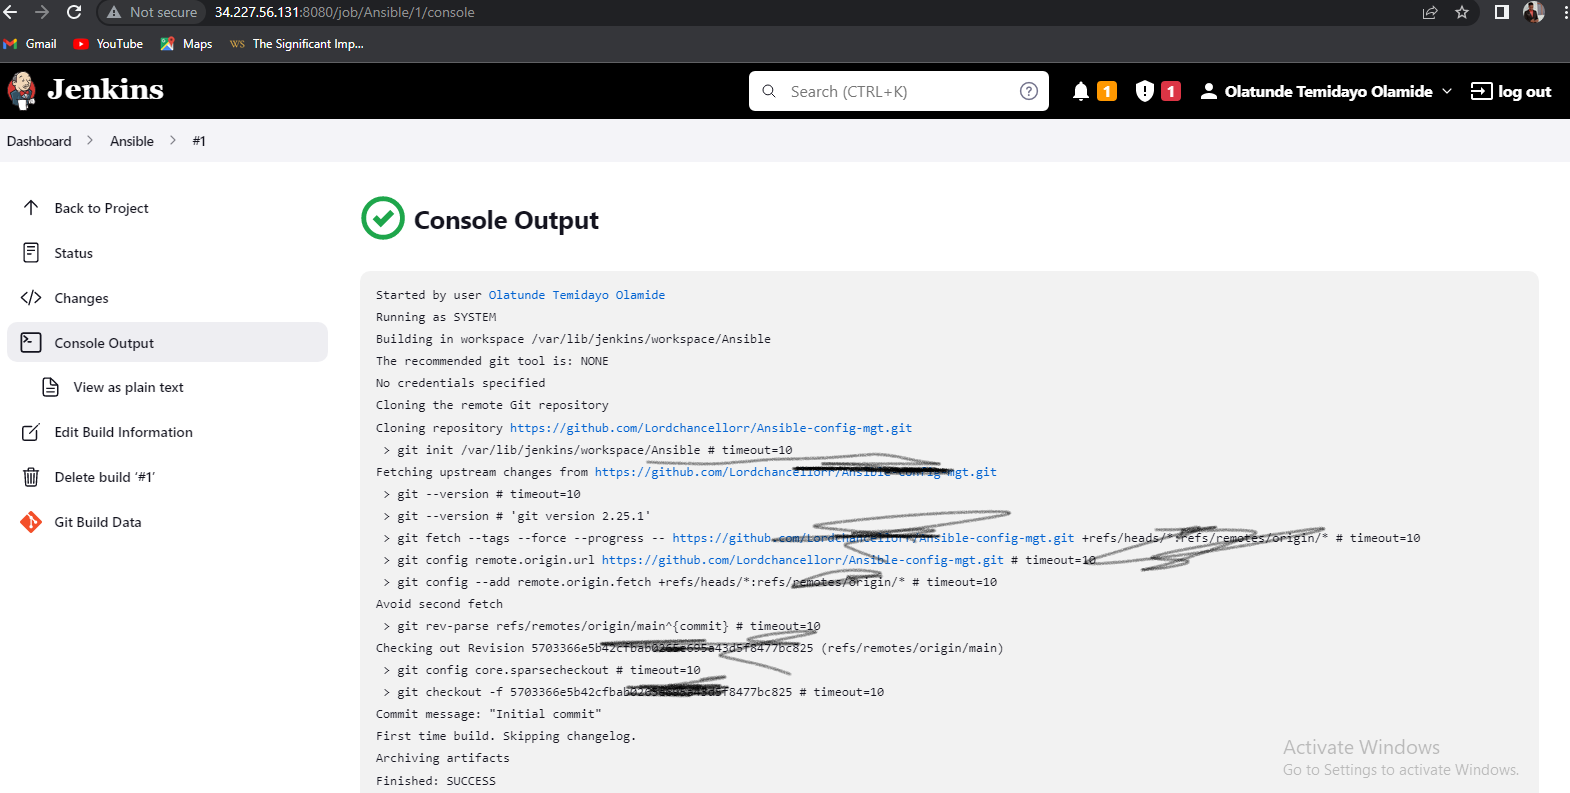 Not secure 34.227.56.131:8080/job/Ansible/1/console
Gmail YouTube Maps WS The Significant Imp...
Jenkins Search (CTRL+K) ? 1 1 Olatunde Temidayo Olamide log out
Dashboard > Ansible > #1
Back to Project
Status
Changes
Console Output
View as plain text
Edit Build Information
Delete build '#1'
Git Build Data
Console Output
Started by user Olatunde Temidayo Olamide
Running as SYSTEM
Building in workspace /var/lib/jenkins/workspace/Ansible
The recommended git tool is: NONE
No credentials specified
Cloning the remote Git repository
Cloning repository https://github.com/Lordchancellorr/Ansible-config-mgt.git
> git init /var/lib/jenkins/workspace/Ansible # timeout=10
Fetching upstream changes from https://github.com/Lordchancellorr/Ansible-config-mgt.git
> git --version # timeout=10
> git --version # 'git version 2.25.1'
> git fetch --tags --force --progress -- https://github.com/Lordchancellorr/Ansible-config-mgt.git +refs/heads/*:refs/remotes/origin/* # timeout=10
> git config remote.origin.url https://github.com/Lordchancellorr/Ansible-config-mgt.git # timeout=10
> git config --add remote.origin.fetch +refs/heads/*:refs/remotes/origin/* # timeout=10
Avoid second fetch
> git rev-parse refs/remotes/origin/main^{commit} # timeout=10
Checking out Revision (refs/remotes/origin/main)
> git config core.sparsecheckout # timeout=10
> git checkout -f # timeout=10
Commit message: "Initial commit"
First time build. Skipping changelog.
Archiving artifacts
Finished: SUCCESS
Activate Windows
Go to Settings to activate Windows.